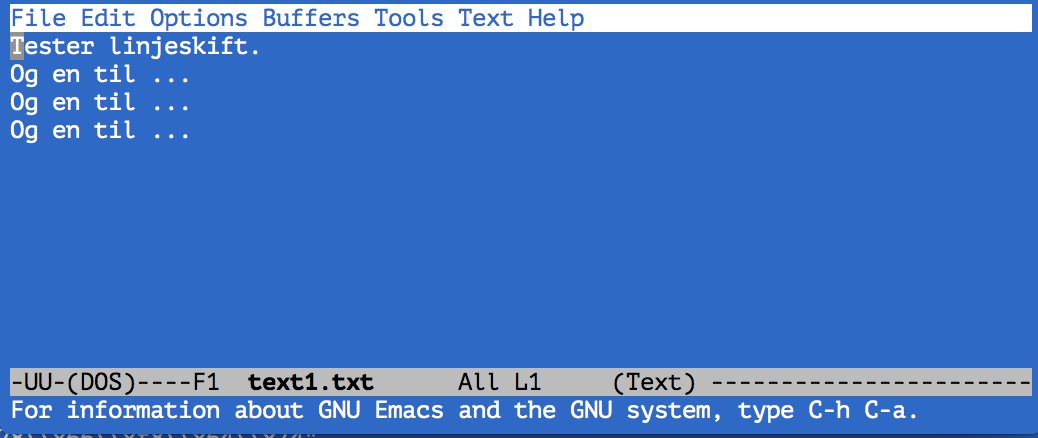 File Edit Options Buffers Tools Text Help
Tester linjeskift.
Og en til ...
Og en til ...
Og en til ...
-UU-(DOS)----F1  text1.txt      All L1     (Text) -----------------------
For information about GNU Emacs and the GNU system, type C-h C-a.